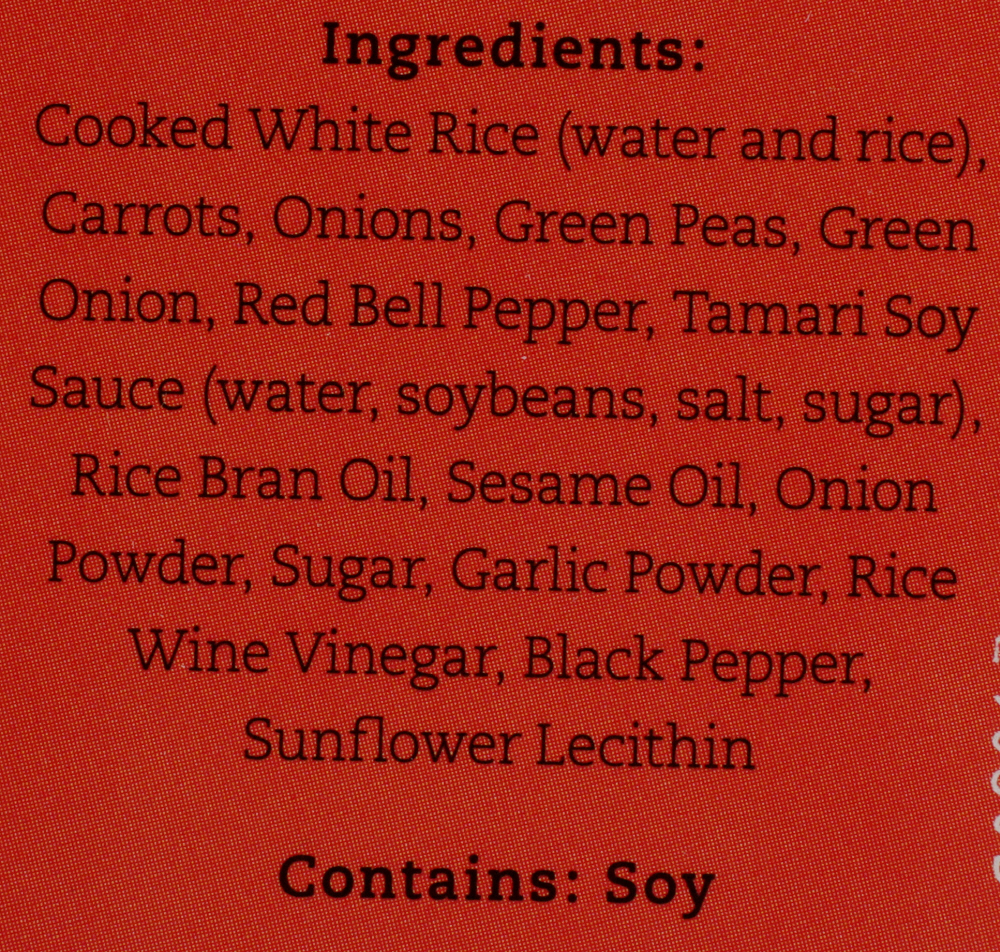 Ingredients:
Cooked White Rice (water and rice),
Carrots, Onions, Green Peas, Green
Onion, Red Bell Pepper, Tamari Soy
Sauce (water, soybeans, salt, sugar),
Rice Bran Oil, Sesame Oil, Onion
Powder, Sugar, Garlic Powder, Rice
Wine Vinegar, Black Pepper,
Sunflower Lecithin
Contains: Soy